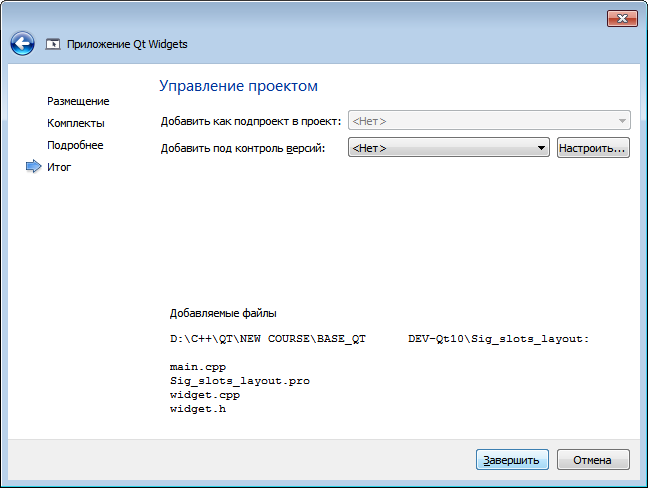 Приложение Qt Widgets
Управление проектом
Размещение
Комплекты
Подробнее
Итог
Добавить как подпроект в проект: <Нет>
Добавить под контроль версий: <Нет> Настроить...
Добавляемые файлы
D:\C++\QT\NEW COURSE\BASE_QT DEV-Qt10\Sig_slots_layout:
main.cpp
Sig_slots_layout.pro
widget.cpp
widget.h
Завершить Отмена